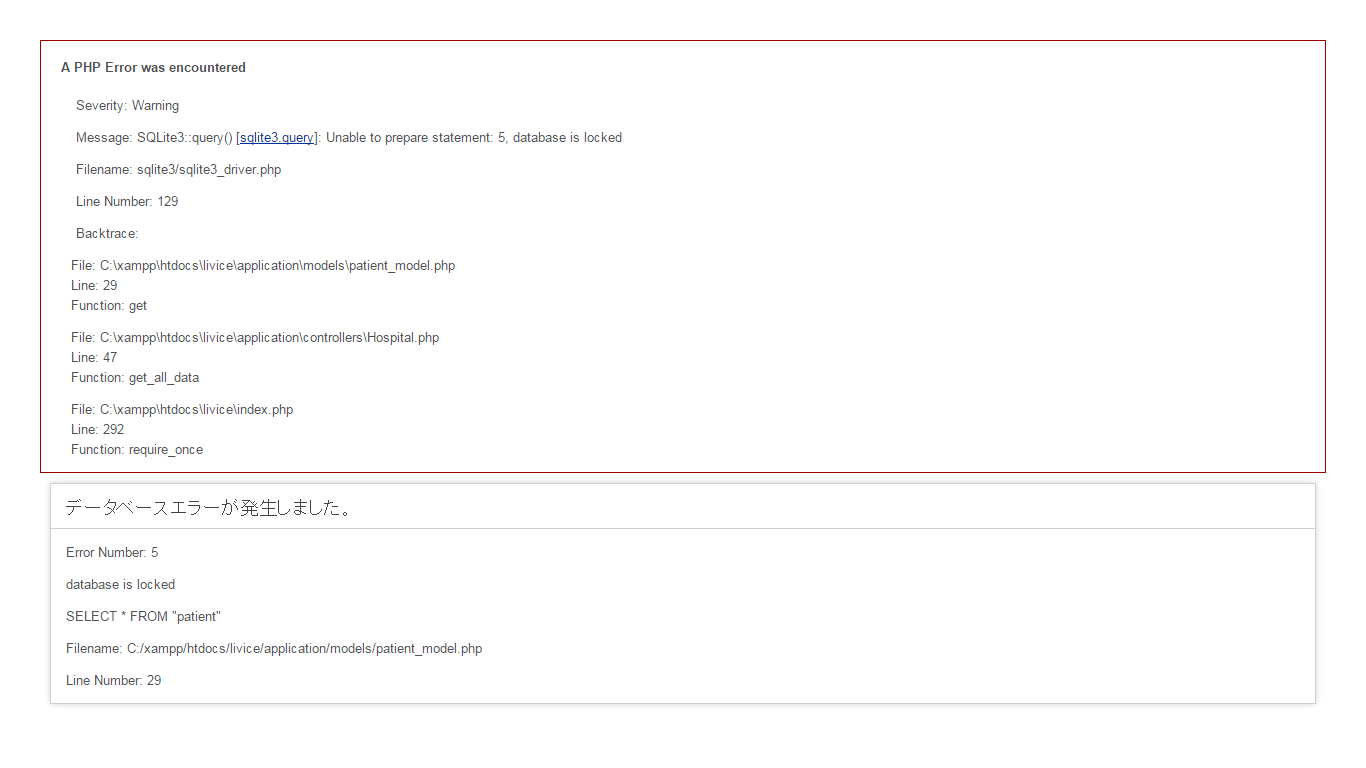 A PHP Error was encountered
Severity: Warning
Message: SQLite3::query() [sqlite3.query]: Unable to prepare statement: 5, database is locked
Filename: sqlite3/sqlite3_driver.php
Line Number: 129
Backtrace:
File: C:\xampp\htdocs\livice\application\models\patient_model.php
Line: 29
Function: get
File: C:\xampp\htdocs\livice\application\controllers\Hospital.php
Line: 47
Function: get_all_data
File: C:\xampp\htdocs\livice\index.php
Line: 292
Function: require_once
データベースエラーが発生しました。
Error Number: 5
database is locked
SELECT * FROM "patient"
Filename: C:/xampp/htdocs/livice/application/models/patient_model.php
Line Number: 29